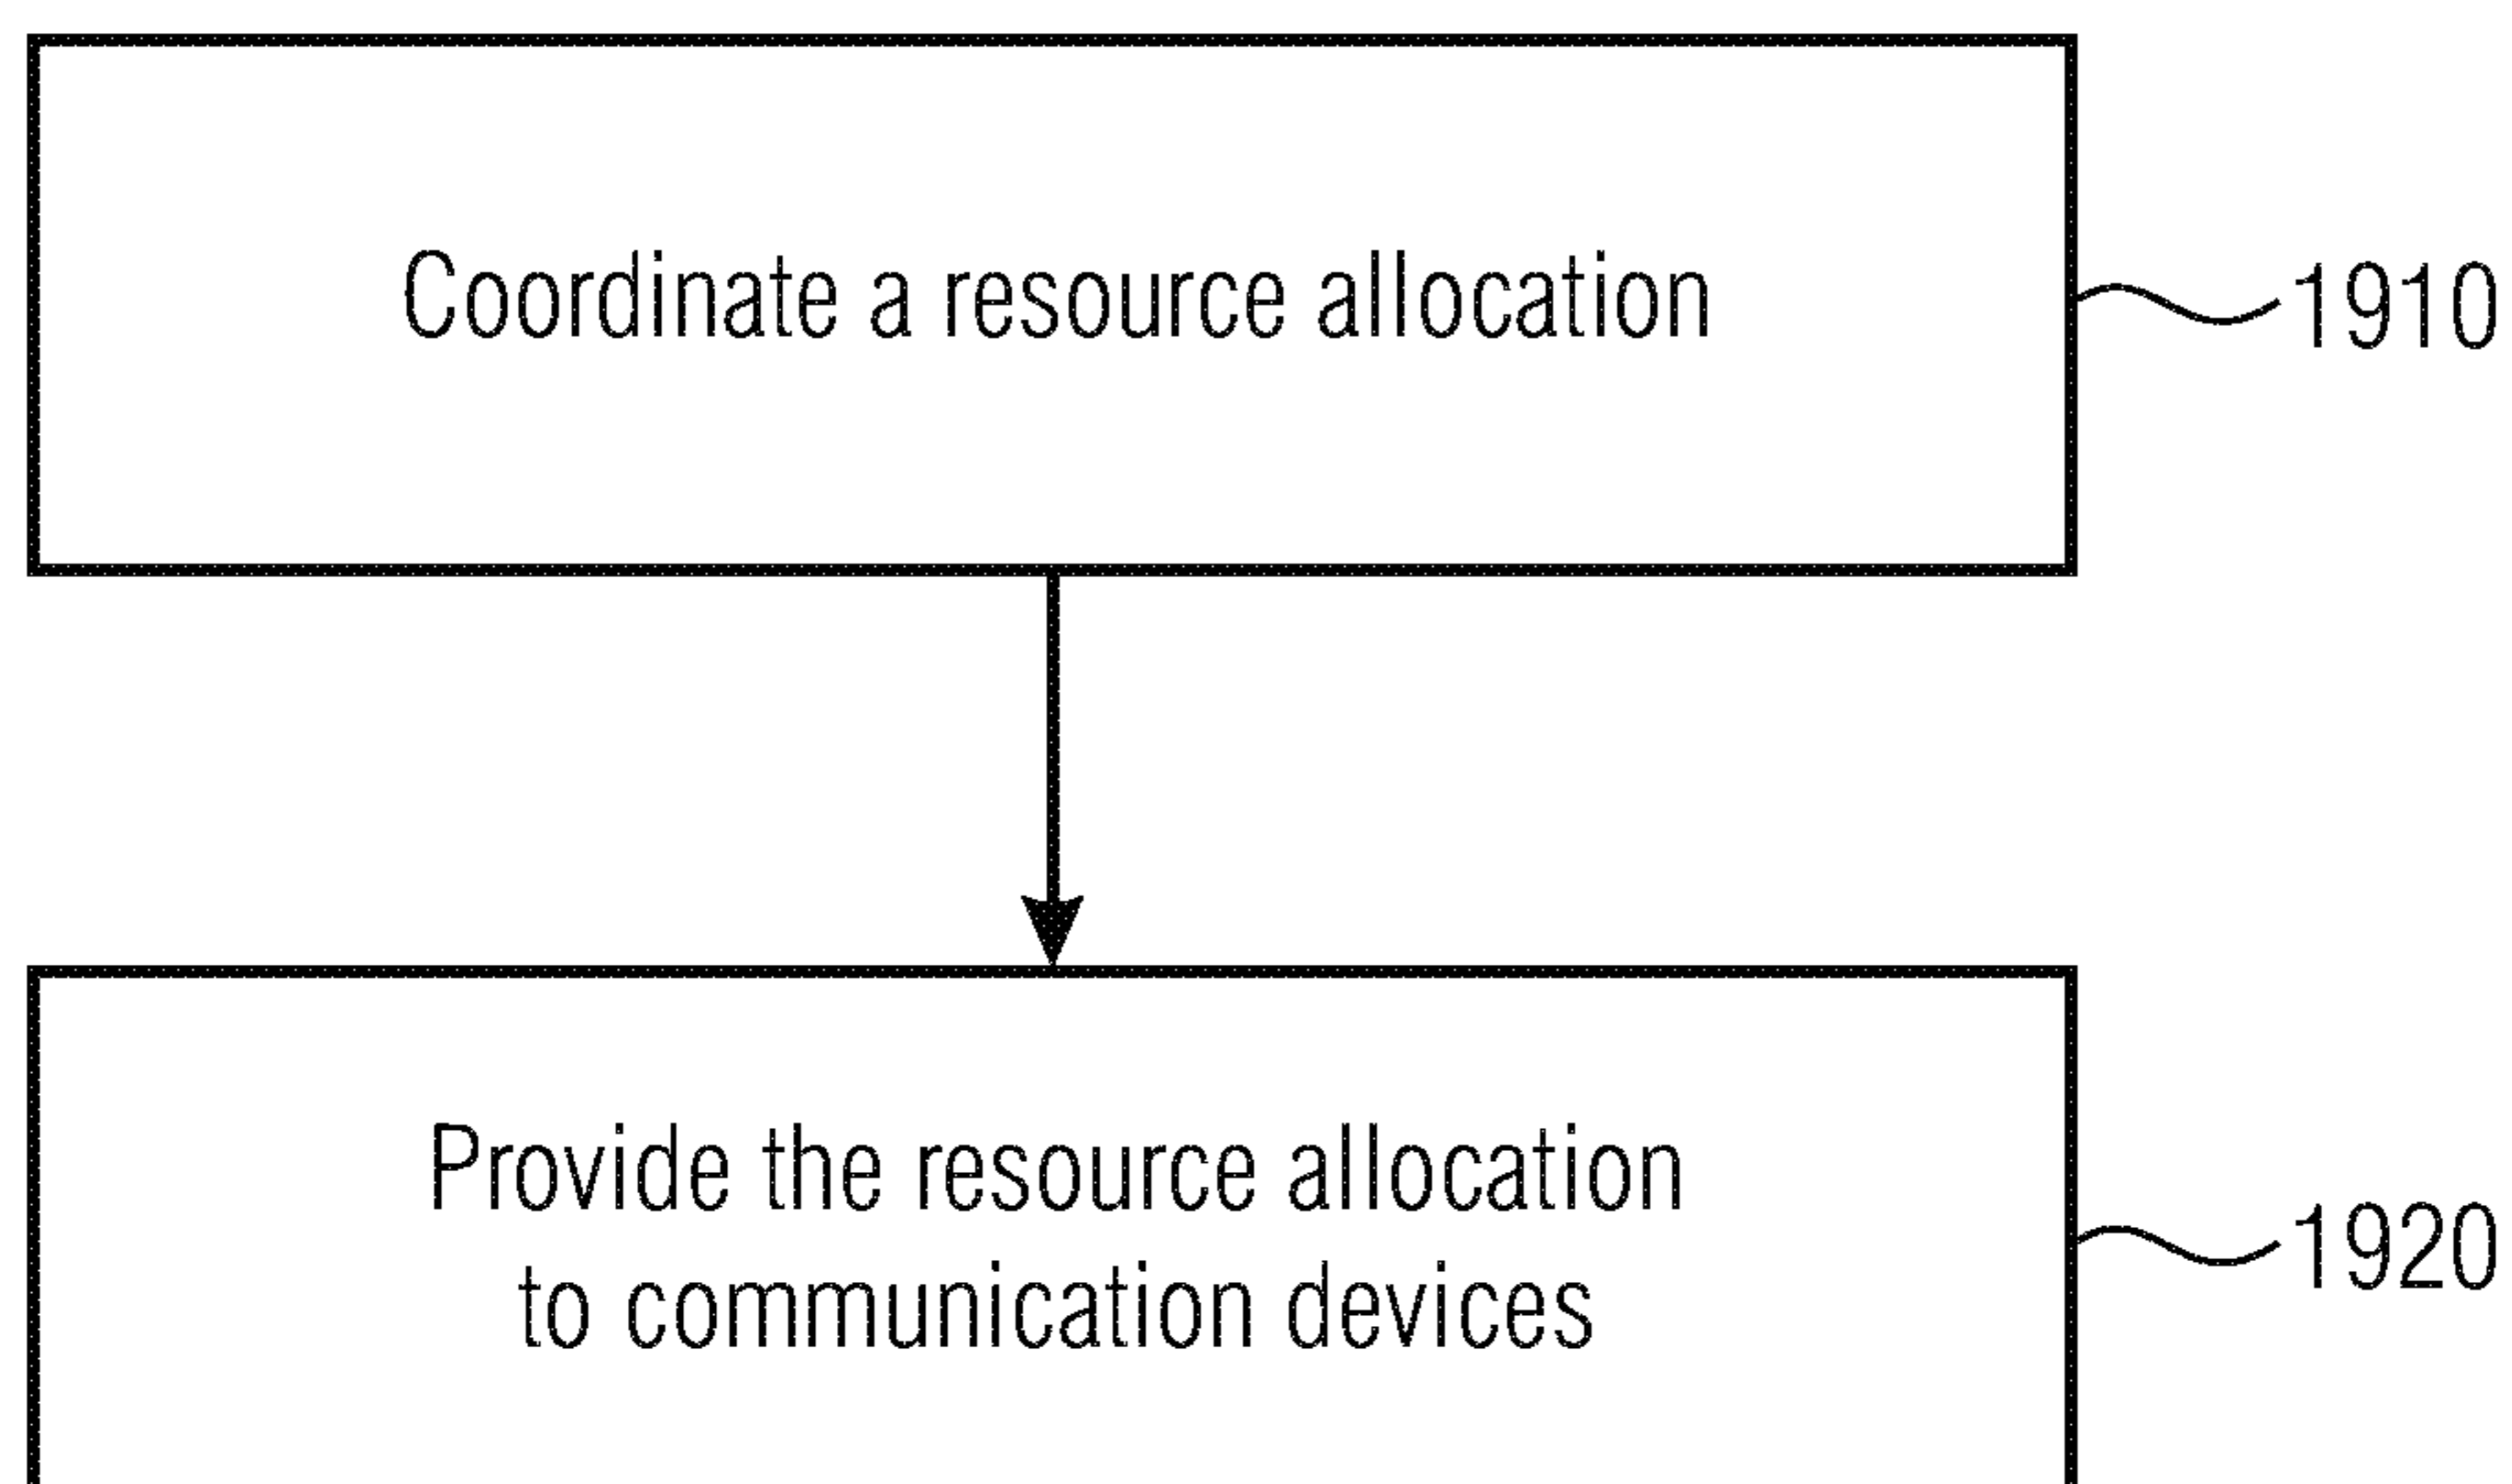 Coordinate a resource allocation
1910
Provide the resource allocation
to communication devices
1920